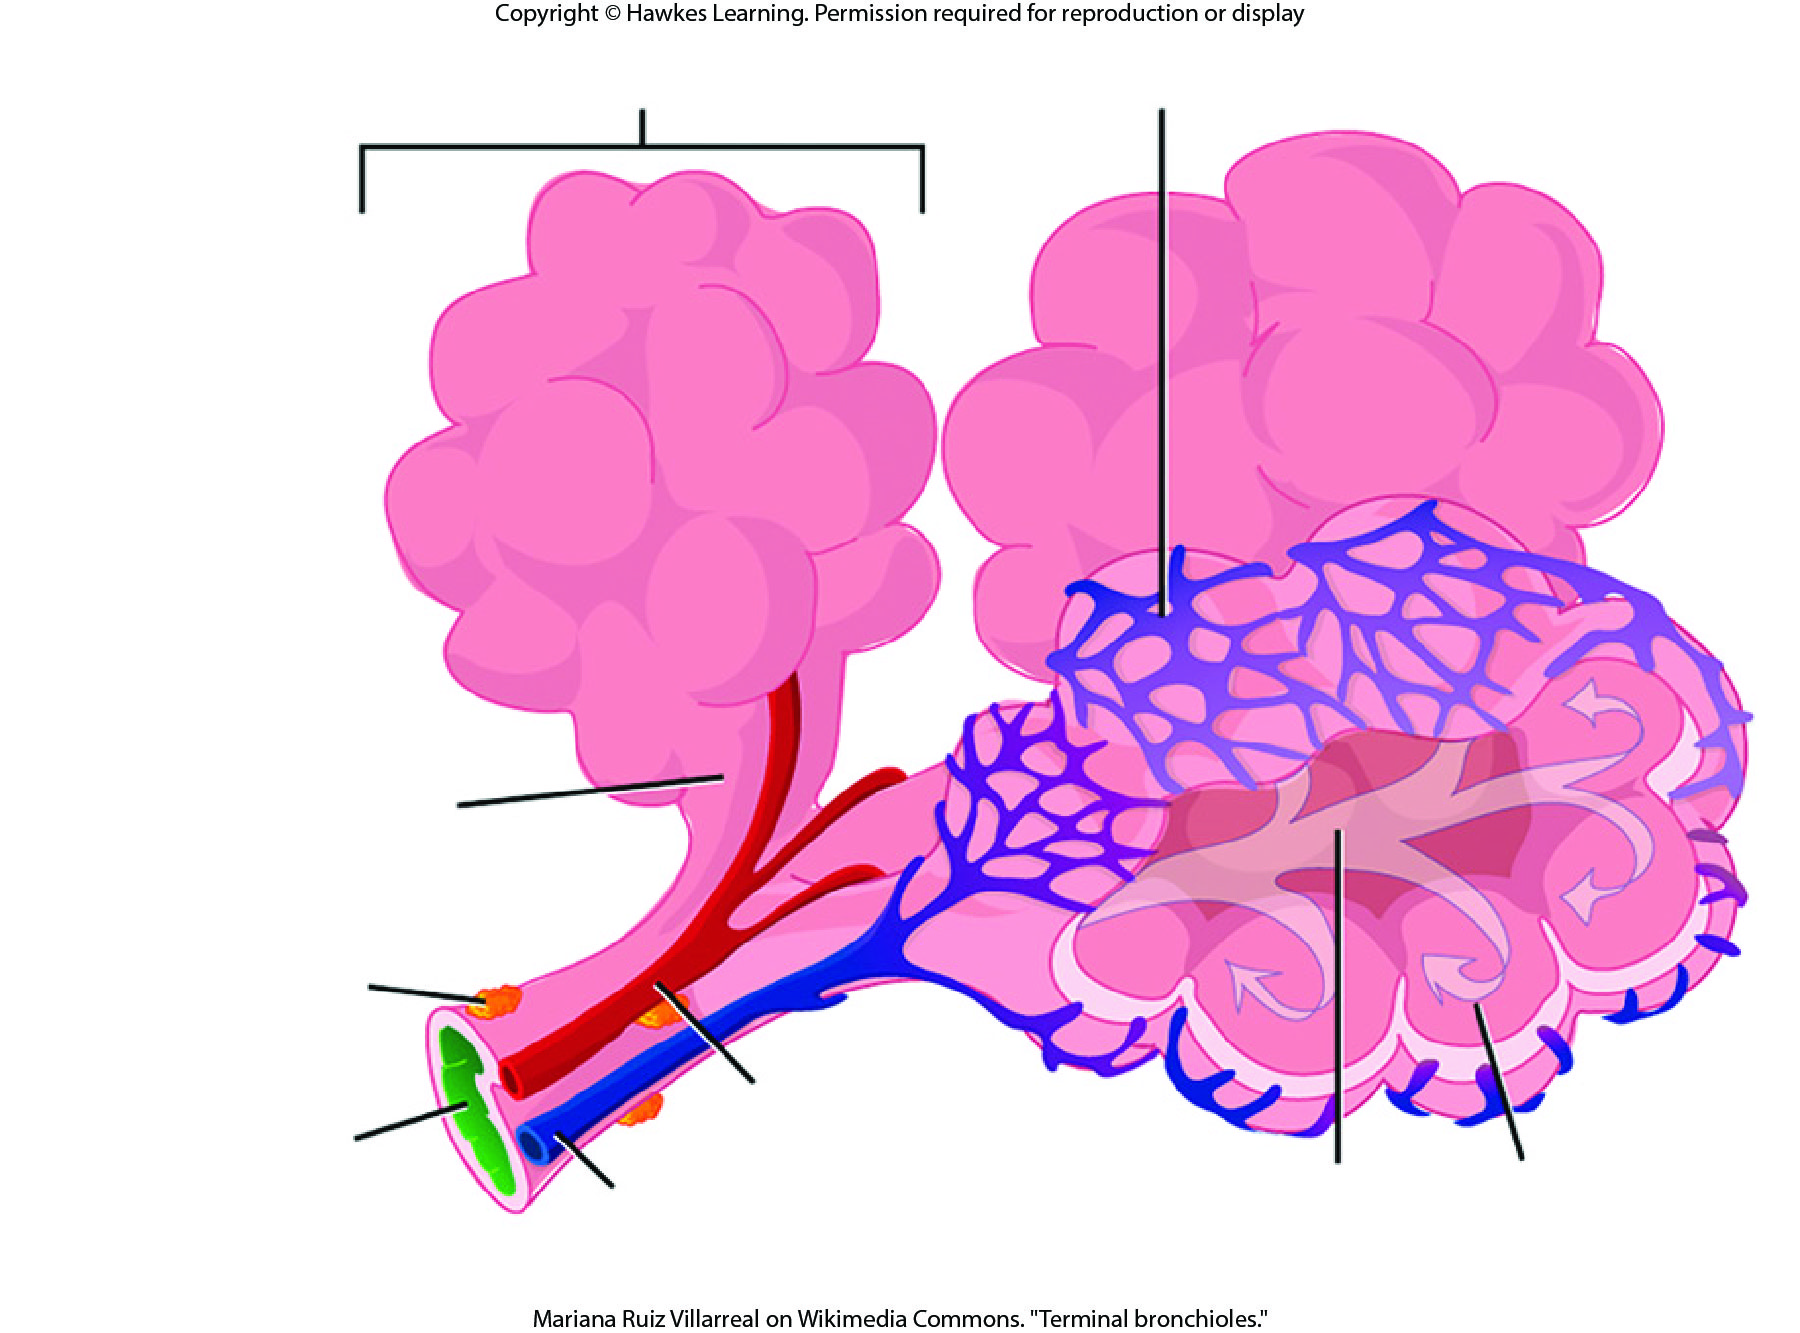 Copyright © Hawkes Learning. Permission required for reproduction or display
Mariana Ruiz Villarreal on Wikimedia Commons. "Terminal bronchioles."